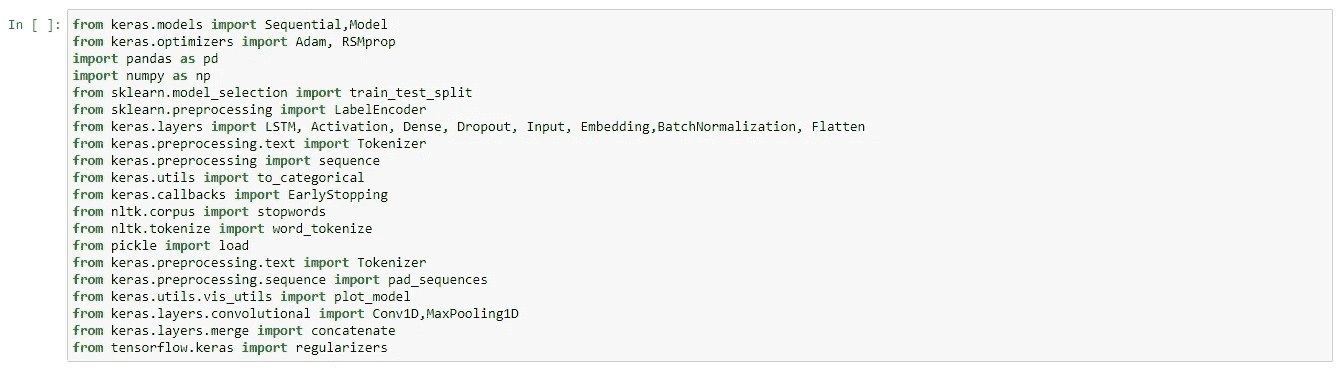 In [ ]: from keras.models import Sequential,Model
from keras.optimizers import Adam, RSMprop
import pandas as pd
import numpy as np
from sklearn.model_selection import train_test_split
from sklearn.preprocessing import LabelEncoder
from keras.layers import LSTM, Activation, Dense, Dropout, Input, Embedding,BatchNormalization, Flatten
from keras.preprocessing.text import Tokenizer
from keras.preprocessing import sequence
from keras.utils import to_categorical
from keras.callbacks import EarlyStopping
from nltk.corpus import stopwords
from nltk.tokenize import word_tokenize
from pickle import load
from keras.preprocessing.text import Tokenizer
from keras.preprocessing.sequence import pad_sequences
from keras.utils.vis_utils import plot_model
from keras.layers.convolutional import Conv1D,MaxPooling1D
from keras.layers.merge import concatenate
from tensorflow.keras import regularizers